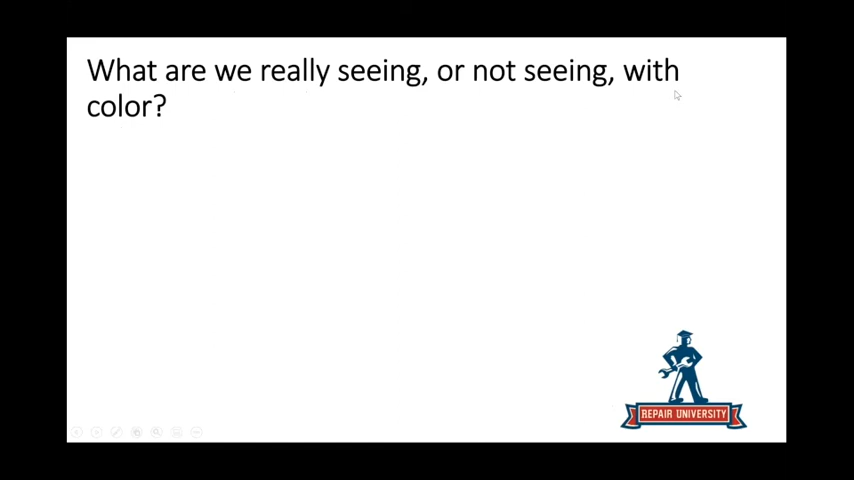 What are we really seeing, or not seeing, with
color?
REPAIR UNIVERSITY